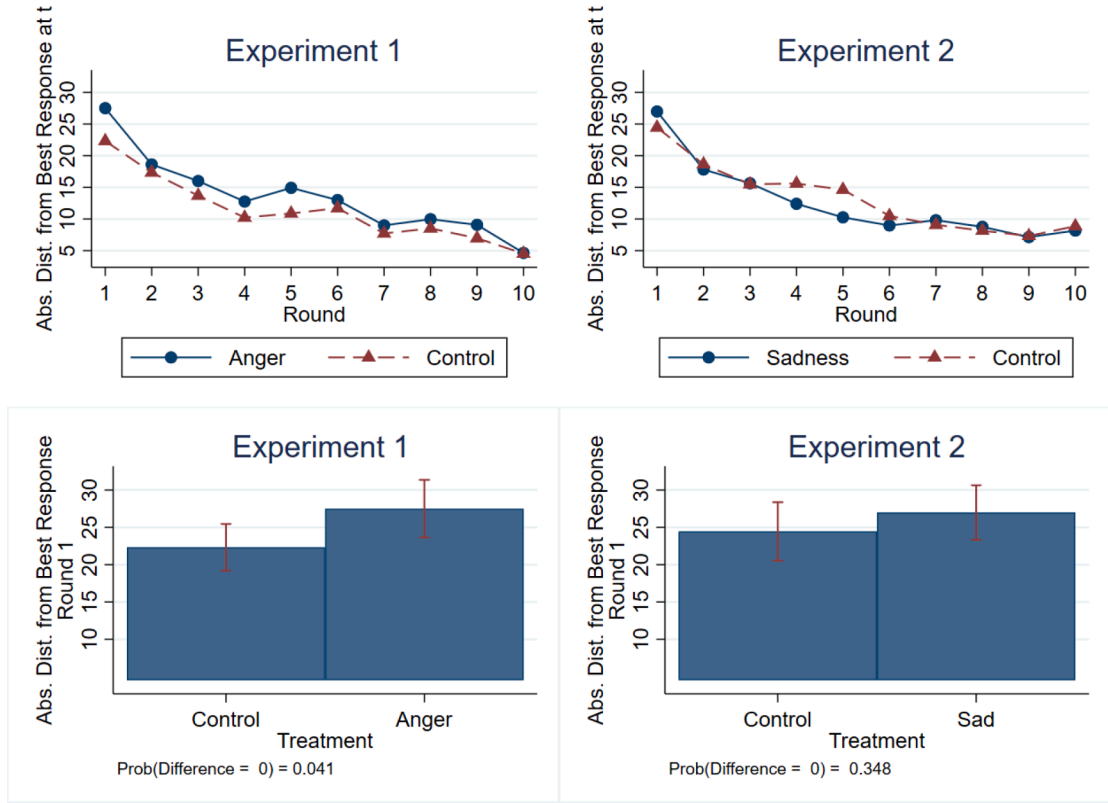 Experiment 1
Abs. Dist. from Best Response at t
30
25
20
15
10
5
1 2 3 4 5 6 7 8 9 10
Round
Anger Control
Experiment 2
Abs. Dist. from Best Response at t
30
25
20
15
10
5
1 2 3 4 5 6 7 8 9 10
Round
Sadness Control
Experiment 1
Abs. Dist. from Best Response
Round 1
30
25
20
15
10
Control Anger
Treatment
Prob(Difference = 0) = 0.041
Experiment 2
Abs. Dist. from Best Response
Round 1
30
25
20
15
10
Control Sad
Treatment
Prob(Difference = 0) = 0.348